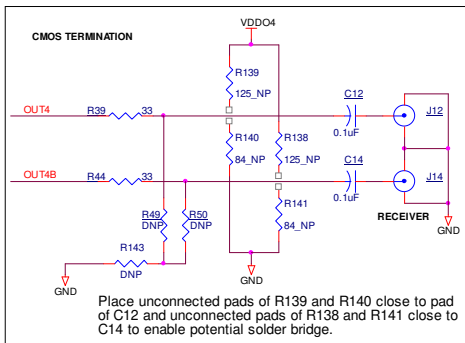 VDDO4
CMOS TERMINATION
R139
125_NP
C12
J12
OUT4
R39
33
0.1uF
R140
84_NP
R138
125_NP
C14
J14
OUT4B
R44
33
0.1uF
R141
84_NP
RECEIVER
R49
DNP
R50
DNP
R143
DNP
GND
GND
GND
Place unconnected pads of R139 and R140 close to pad
of C12 and unconnected pads of R138 and R141 close to
C14 to enable potential solder bridge.